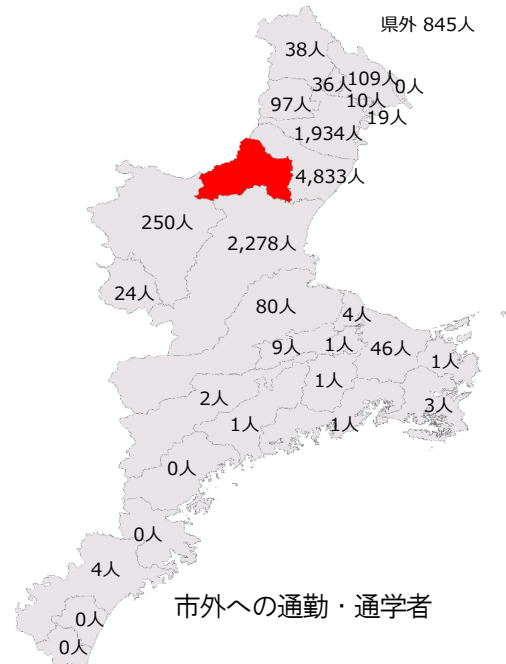 県外 845人
38人
36人
109人
0人
97人
10人
19人
1,934人
4,833人
250人
2,278人
24人
80人
4人
9人
1人
46人
1人
2人
1人
3人
1人
1人
0人
0人
4人
0人
0人
市外への通勤・通学者